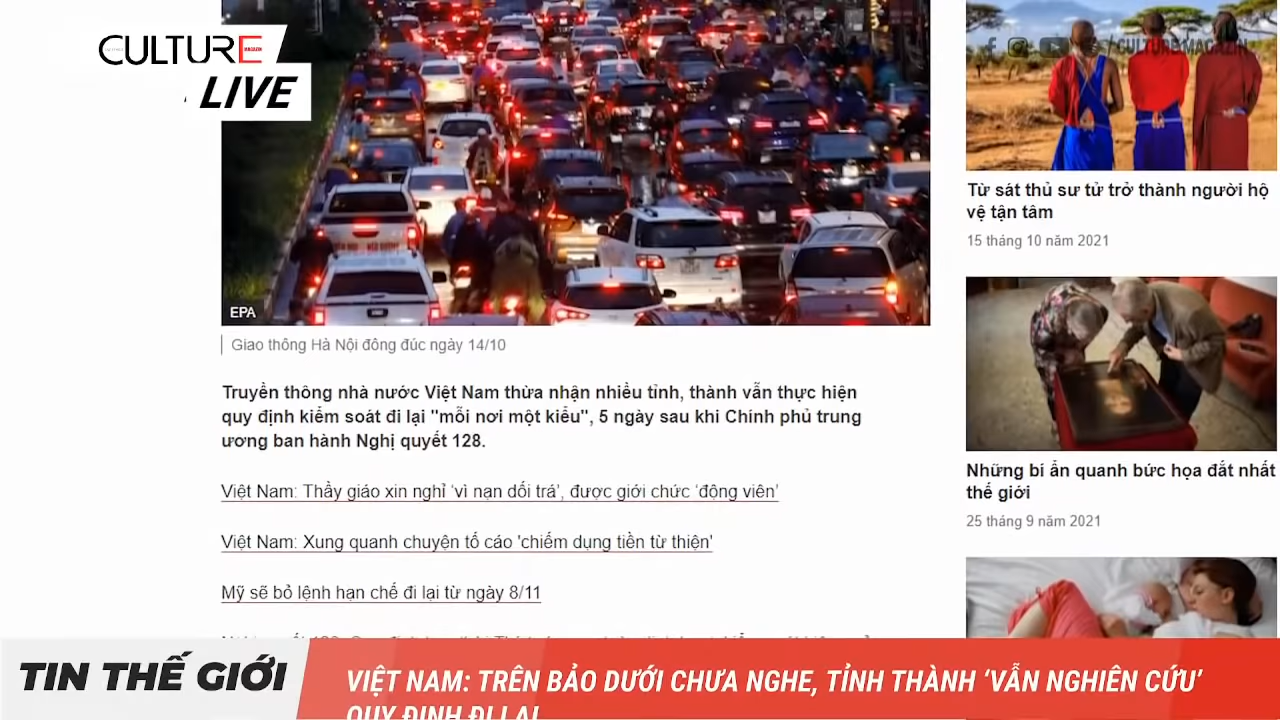 CULTURE
MAGAZIN
LIVE
/ CULTURE MAGAZIN
EPA
Giao thông Hà Nội đông đúc ngày 14/10
Truyền thông nhà nước Việt Nam thừa nhận nhiều tỉnh, thành vẫn thực hiện
quy định kiểm soát đi lại "mỗi nơi một kiểu", 5 ngày sau khi Chính phủ trung
ương ban hành Nghị quyết 128.
Việt Nam: Thầy giáo xin nghỉ ‘vì nạn dối trá’, được giới chức ‘động viên’
Việt Nam: Xung quanh chuyện tố cáo 'chiếm dụng tiền từ thiện'
Mỹ sẽ bỏ lệnh hạn chế đi lại từ ngày 8/11
Từ sát thủ sư tử trở thành người hộ
vệ tận tâm
15 tháng 10 năm 2021
Những bí ẩn quanh bức họa đắt nhất
thế giới
25 tháng 9 năm 2021
TIN THẾ GIỚI
VIỆT NAM: TRÊN BẢO DƯỚI CHƯA NGHE, TỈNH THÀNH ‘VẪN NGHIÊN CỨU’
QUY ĐỊNH ĐI LẠI